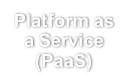 Platform as
a Service
(PaaS)